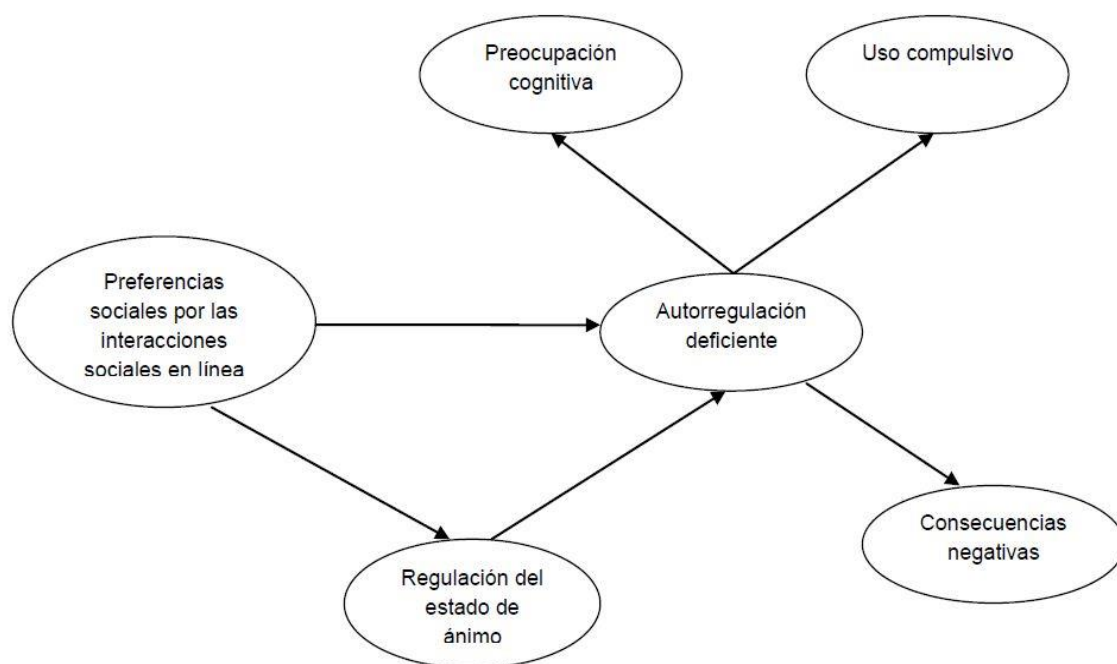 Preocupación
cognitiva
Uso compulsivo
Preferencias
sociales por las
interacciones
sociales en línea
Autorregulación
deficiente
Consecuencias
negativas
Regulación del
estado de
ánimo